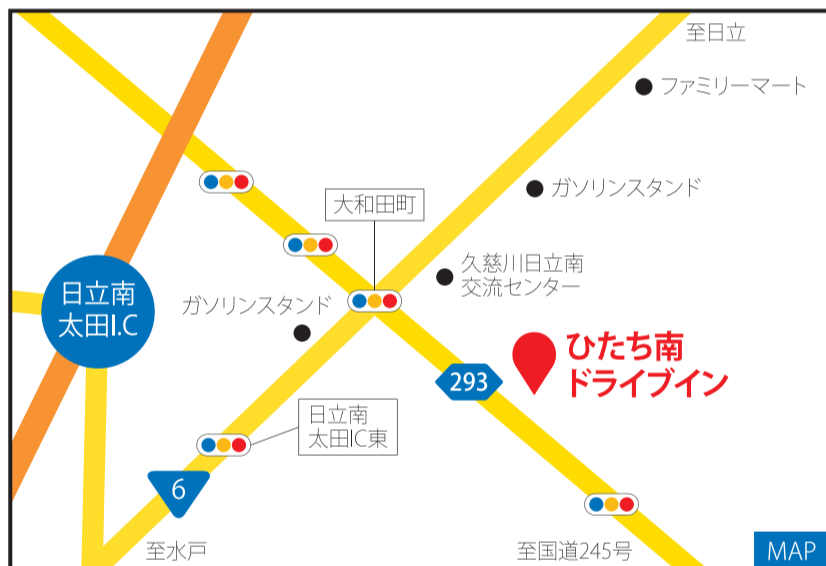 至日立
ファミリーマート
ガソリンスタンド
大和田町
久慈川日立南
交流センター
日立南
太田I.C
ガソリンスタンド
ひたち南
ドライブイン
293
日立南
太田IC東
6
至水戸
至国道245号
MAP